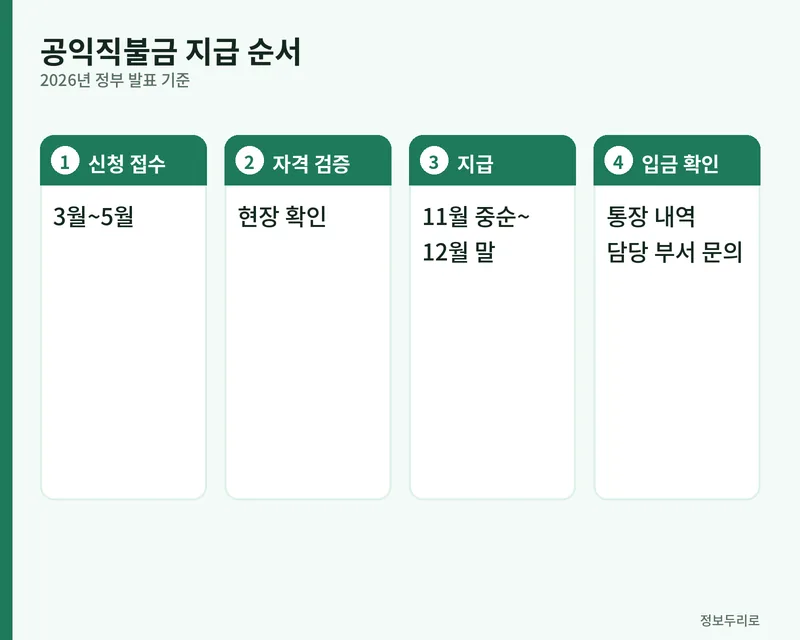 공익직불금 지급 순서
2026년 정부 발표 기준
1 신청 접수
3월~5월
2 자격 검증
현장 확인
3 지급
11월 중순~
12월 말
4 입금 확인
통장 내역
담당 부서 문의
정보두리로